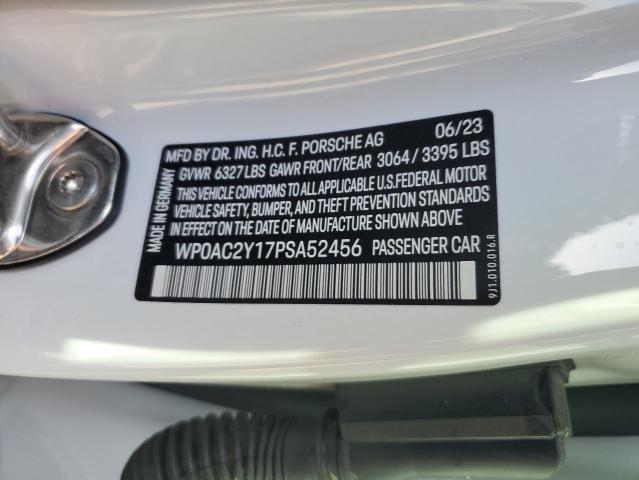 MFD BY DR. ING. H.C. F. PORSCHE AG 06/23
GVWR 6327 LBS GAWR FRONT/REAR 3064 / 3395 LBS
THIS VEHICLE CONFORMS TO ALL APPLICABLE U.S. FEDERAL MOTOR
VEHICLE SAFETY, BUMPER, AND THEFT PREVENTION STANDARDS
IN EFFECT ON THE DATE OF MANUFACTURE SHOWN ABOVE
WP0AC2Y17PSA52456 PASSENGER CAR
MADE IN GERMANY
9J1.010.016.R